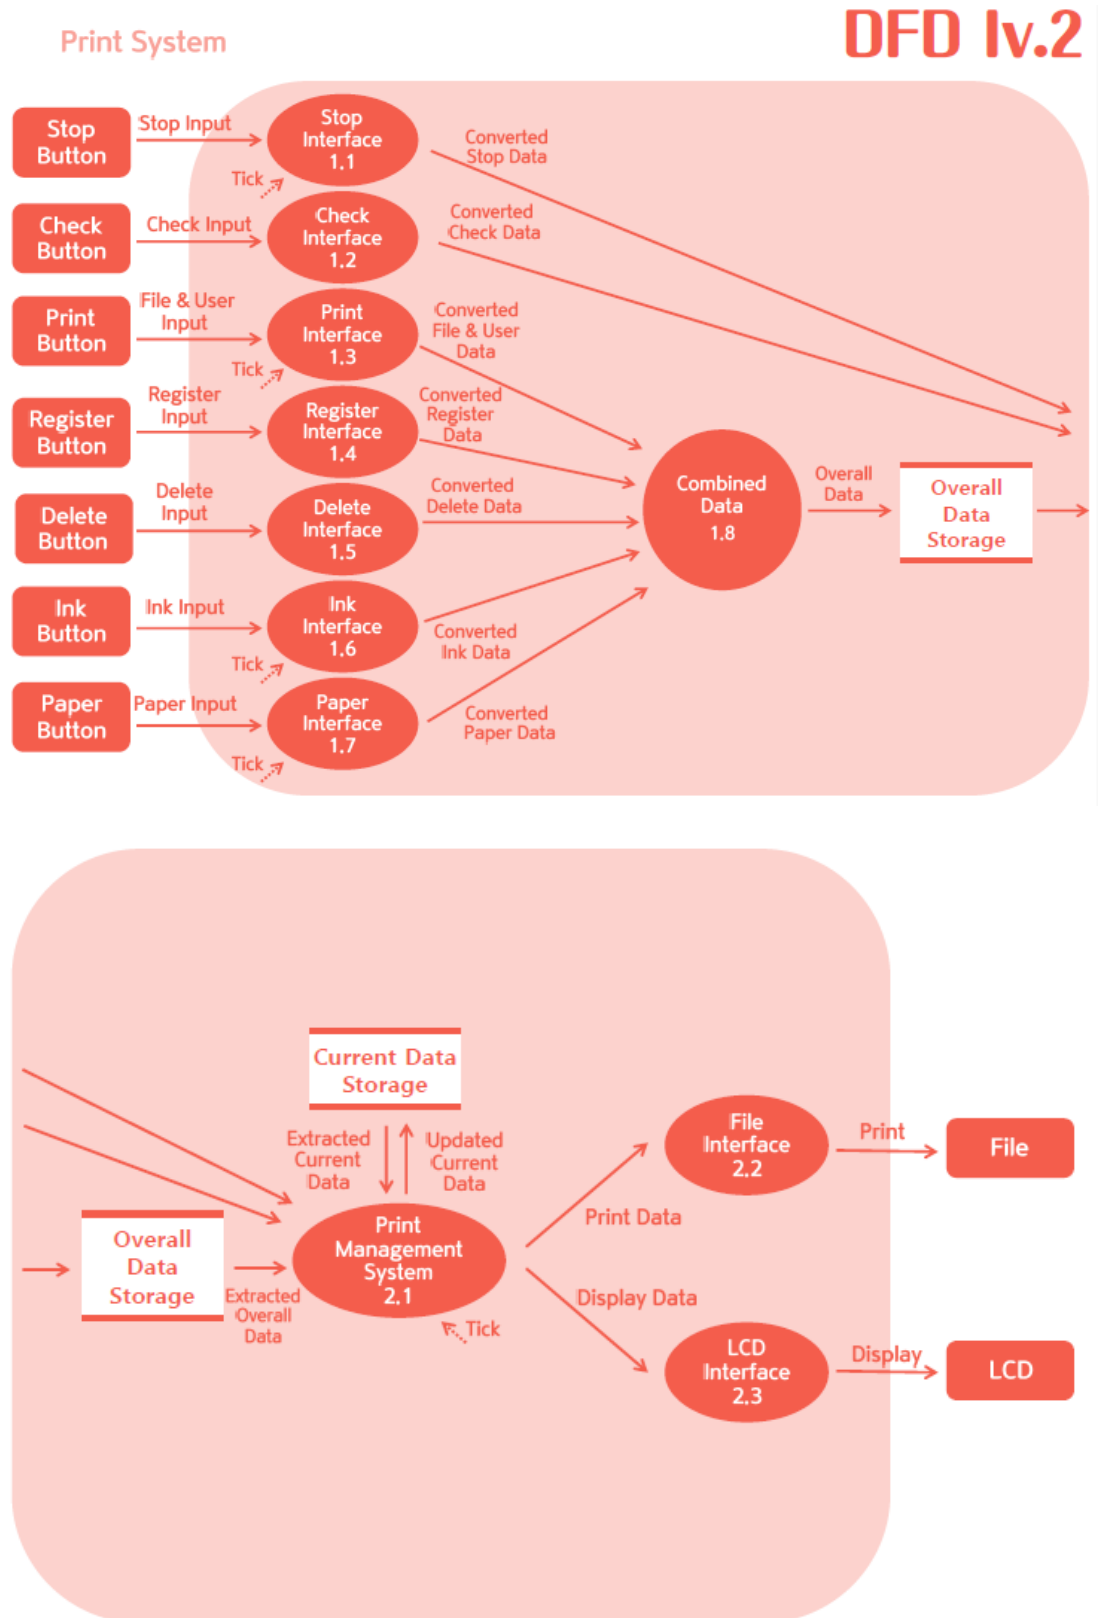 Print System
DFD lv.2
Stop
Button
Stop Input
Stop
Interface
1.1
Converted
Stop Data
Tick
Check
Button
Check Input
Check
Interface
1.2
Converted
Check Data
Print
Button
File & User
Input
Print
Interface
1.3
Converted
File & User
Data
Tick
Register
Button
Register
Input
Register
Interface
1.4
Converted
Register
Data
Delete
Button
Delete
Input
Delete
Interface
1.5
Converted
Delete Data
Combined
Data
1.8
Overall
Data
Overall
Data
Storage
Ink
Button
Ink Input
Ink
Interface
1.6
Converted
Ink Data
Tick
Paper
Button
Paper Input
Paper
Interface
1.7
Converted
Paper Data
Tick
Current Data
Storage
Extracted
Current
Data
Updated
Current
Data
Overall
Data
Storage
Extracted
Overall
Data
Print
Management
System
2.1
Tick
Print Data
Display Data
File
Interface
2.2
Print
File
LCD
Interface
2.3
Display
LCD